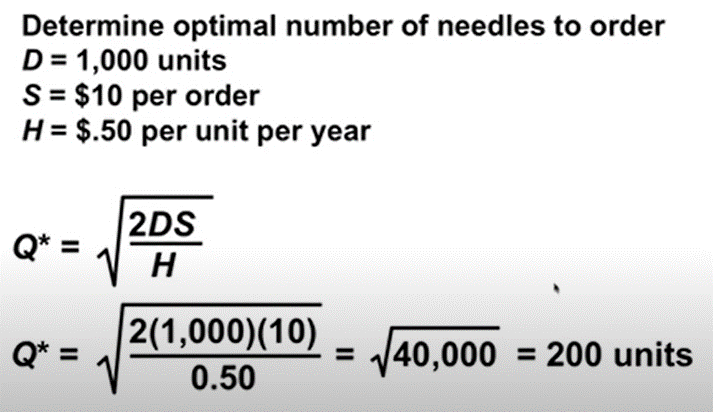 Determine optimal number of needles to order
D = 1,000 units
S = $10 per order
H = $.50 per unit per year
Q* = √(2DS / H)
Q* = √(2(1,000)(10) / 0.50) = √40,000 = 200 units